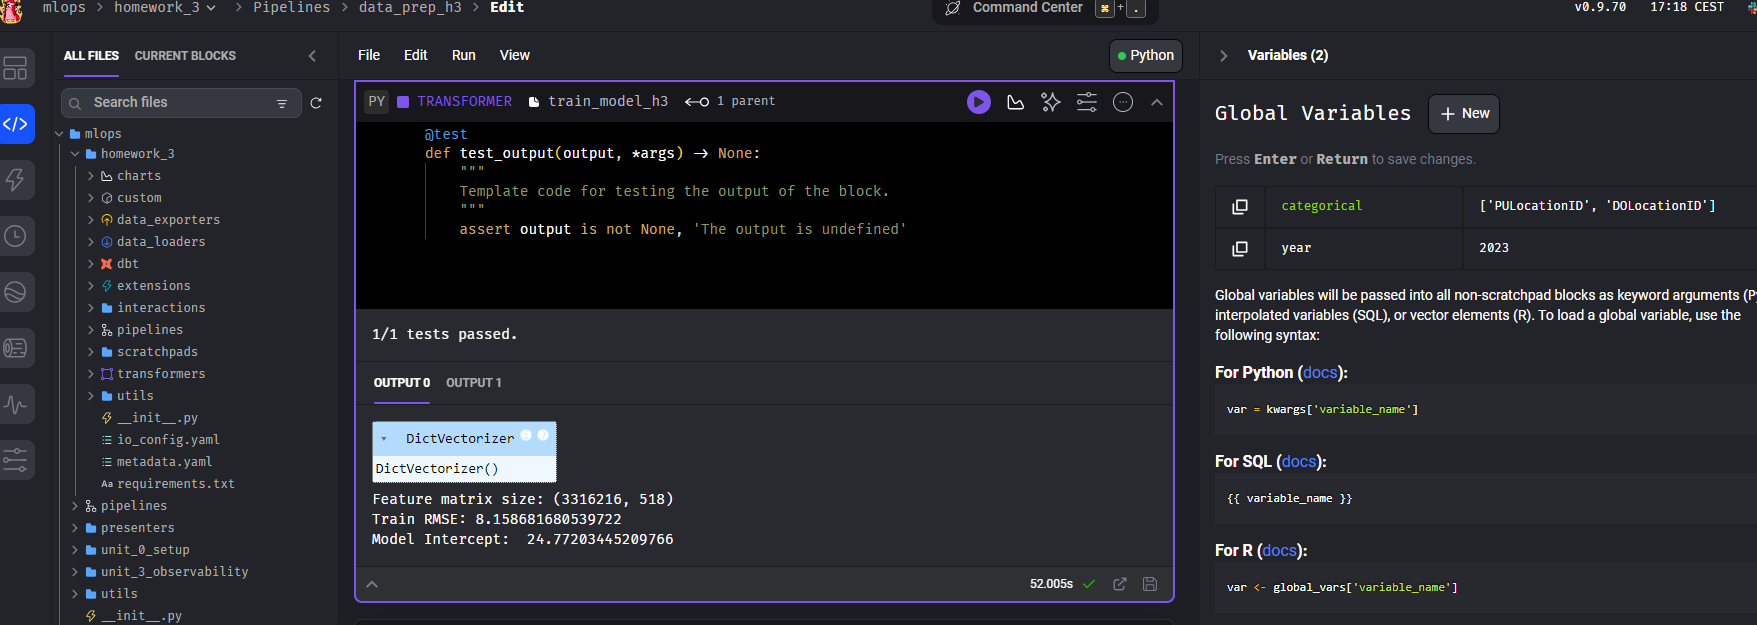 mlops > homework_3 > Pipelines > data_prep_h3 > Edit
Command Center ⌘ + .
v0.9.70 17:18 CEST
ALL FILES CURRENT BLOCKS
Search files
mlops
homework_3
charts
custom
data_exporters
data_loaders
dbt
extensions
interactions
pipelines
scratchpads
transformers
utils
__init__.py
io_config.yaml
metadata.yaml
Aa requirements.txt
pipelines
presenters
unit_0_setup
unit_3_observability
utils
__init__.py
File Edit Run View
Python
PY TRANSFORMER train_model_h3 1 parent
@test
def test_output(output, *args) -> None:
"""
Template code for testing the output of the block.
"""
assert output is not None, 'The output is undefined'
1/1 tests passed.
OUTPUT 0 OUTPUT 1
DictVectorizer i ?
DictVectorizer()
Feature matrix size: (3316216, 518)
Train RMSE: 8.158681680539722
Model Intercept: 24.77203445209766
52.005s
Variables (2)
Global Variables + New
Press Enter or Return to save changes.
categorical ['PULocationID', 'DOLocationID']
year 2023
Global variables will be passed into all non-scratchpad blocks as keyword arguments (Py
interpolated variables (SQL), or vector elements (R). To load a global variable, use the
following syntax:
For Python (docs):
var = kwargs['variable_name']
For SQL (docs):
{{ variable_name }}
For R (docs):
var <- global_vars['variable_name']